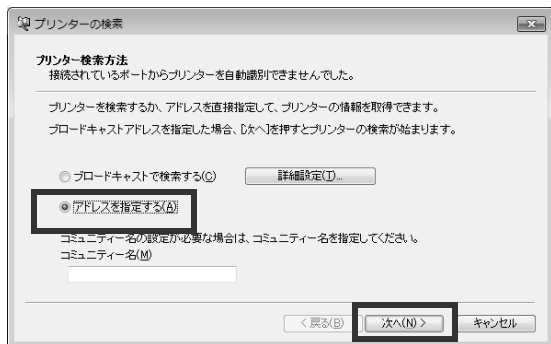 プリンターの検索
プリンター検索方法
接続されているポートからプリンターを自動識別できませんでした。
プリンターを検索するか、アドレスを直接指定して、プリンターの情報を取得できます。
ブロードキャストアドレスを指定した場合、[次へ]を押すとプリンターの検索が始まります。
ブロードキャストで検索する(C) 詳細設定(T)...
アドレスを指定する(A)
コミュニティー名の設定が必要な場合は、コミュニティー名を指定してください。
コミュニティー名(M)
< 戻る(B) 次へ(N) > キャンセル